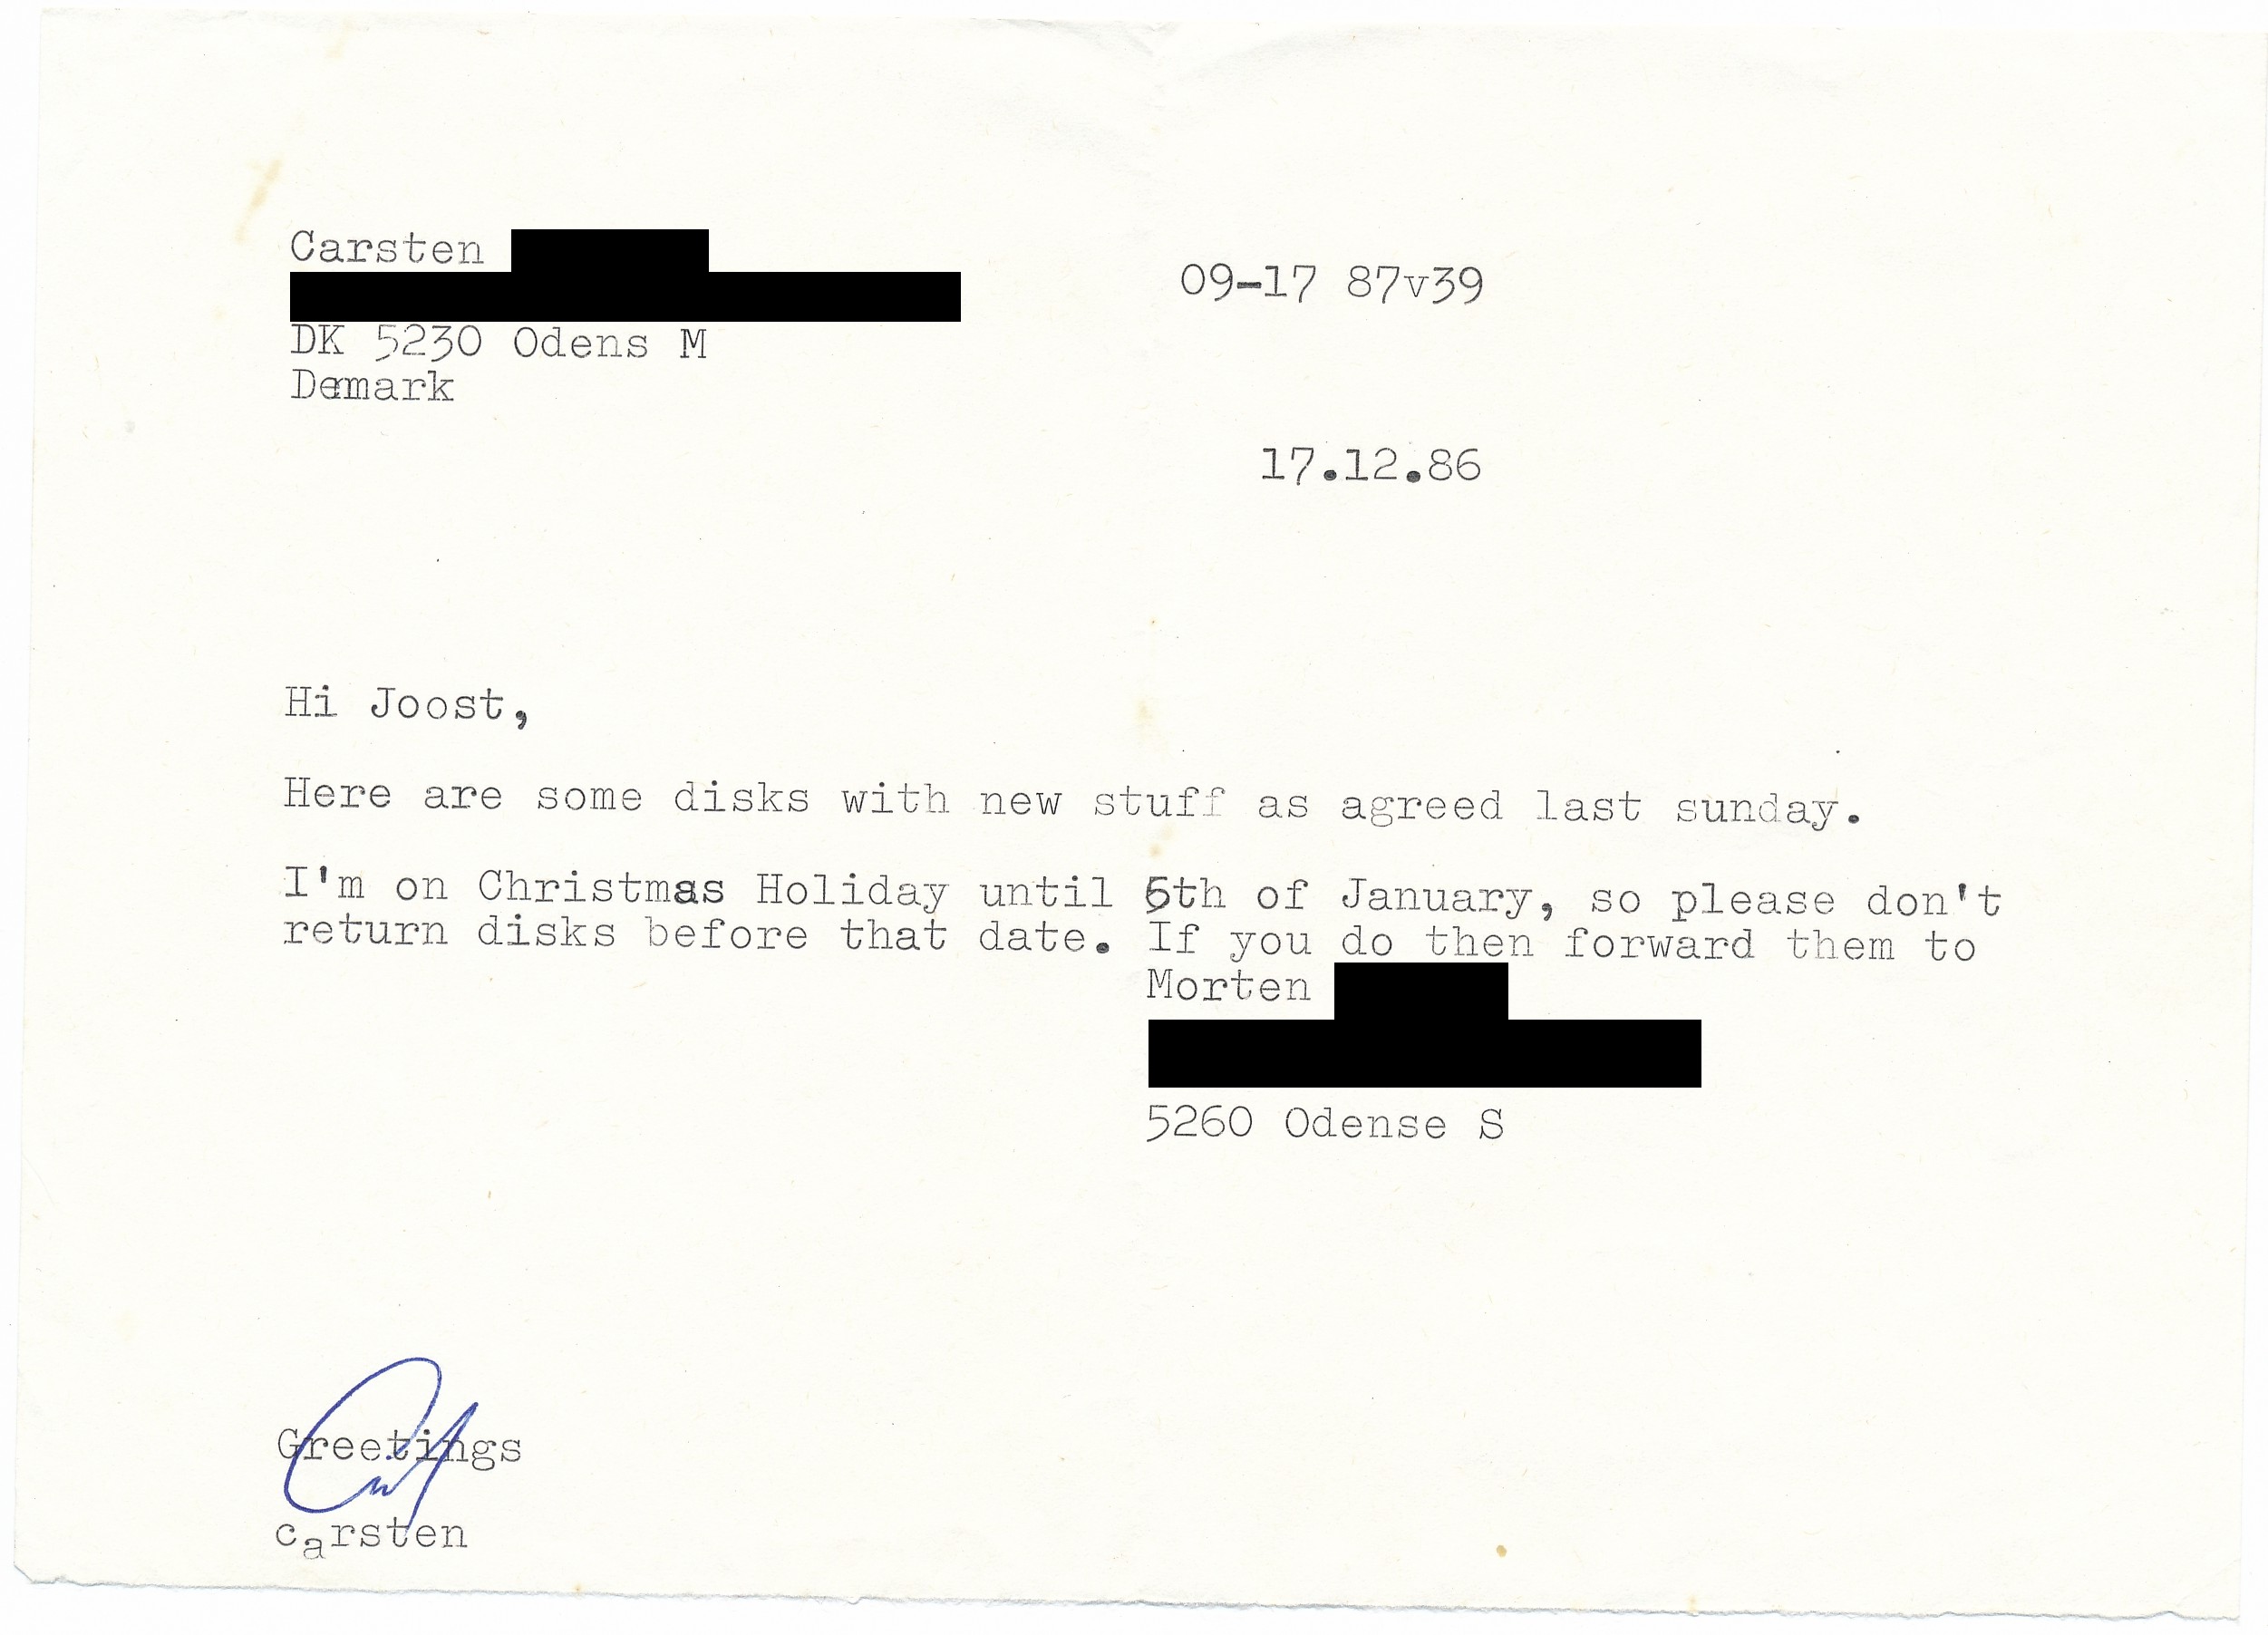 Carsten
DK 5230 Odens M
Demark
09-17 87v39
17.12.86
Hi Joost,
Here are some disks with new stuff as agreed last sunday.
I'm on Christmas Holiday until 6th of January, so please don't
return disks before that date. If you do then forward them to
Morten
5260 Odense S
Greetings
carsten